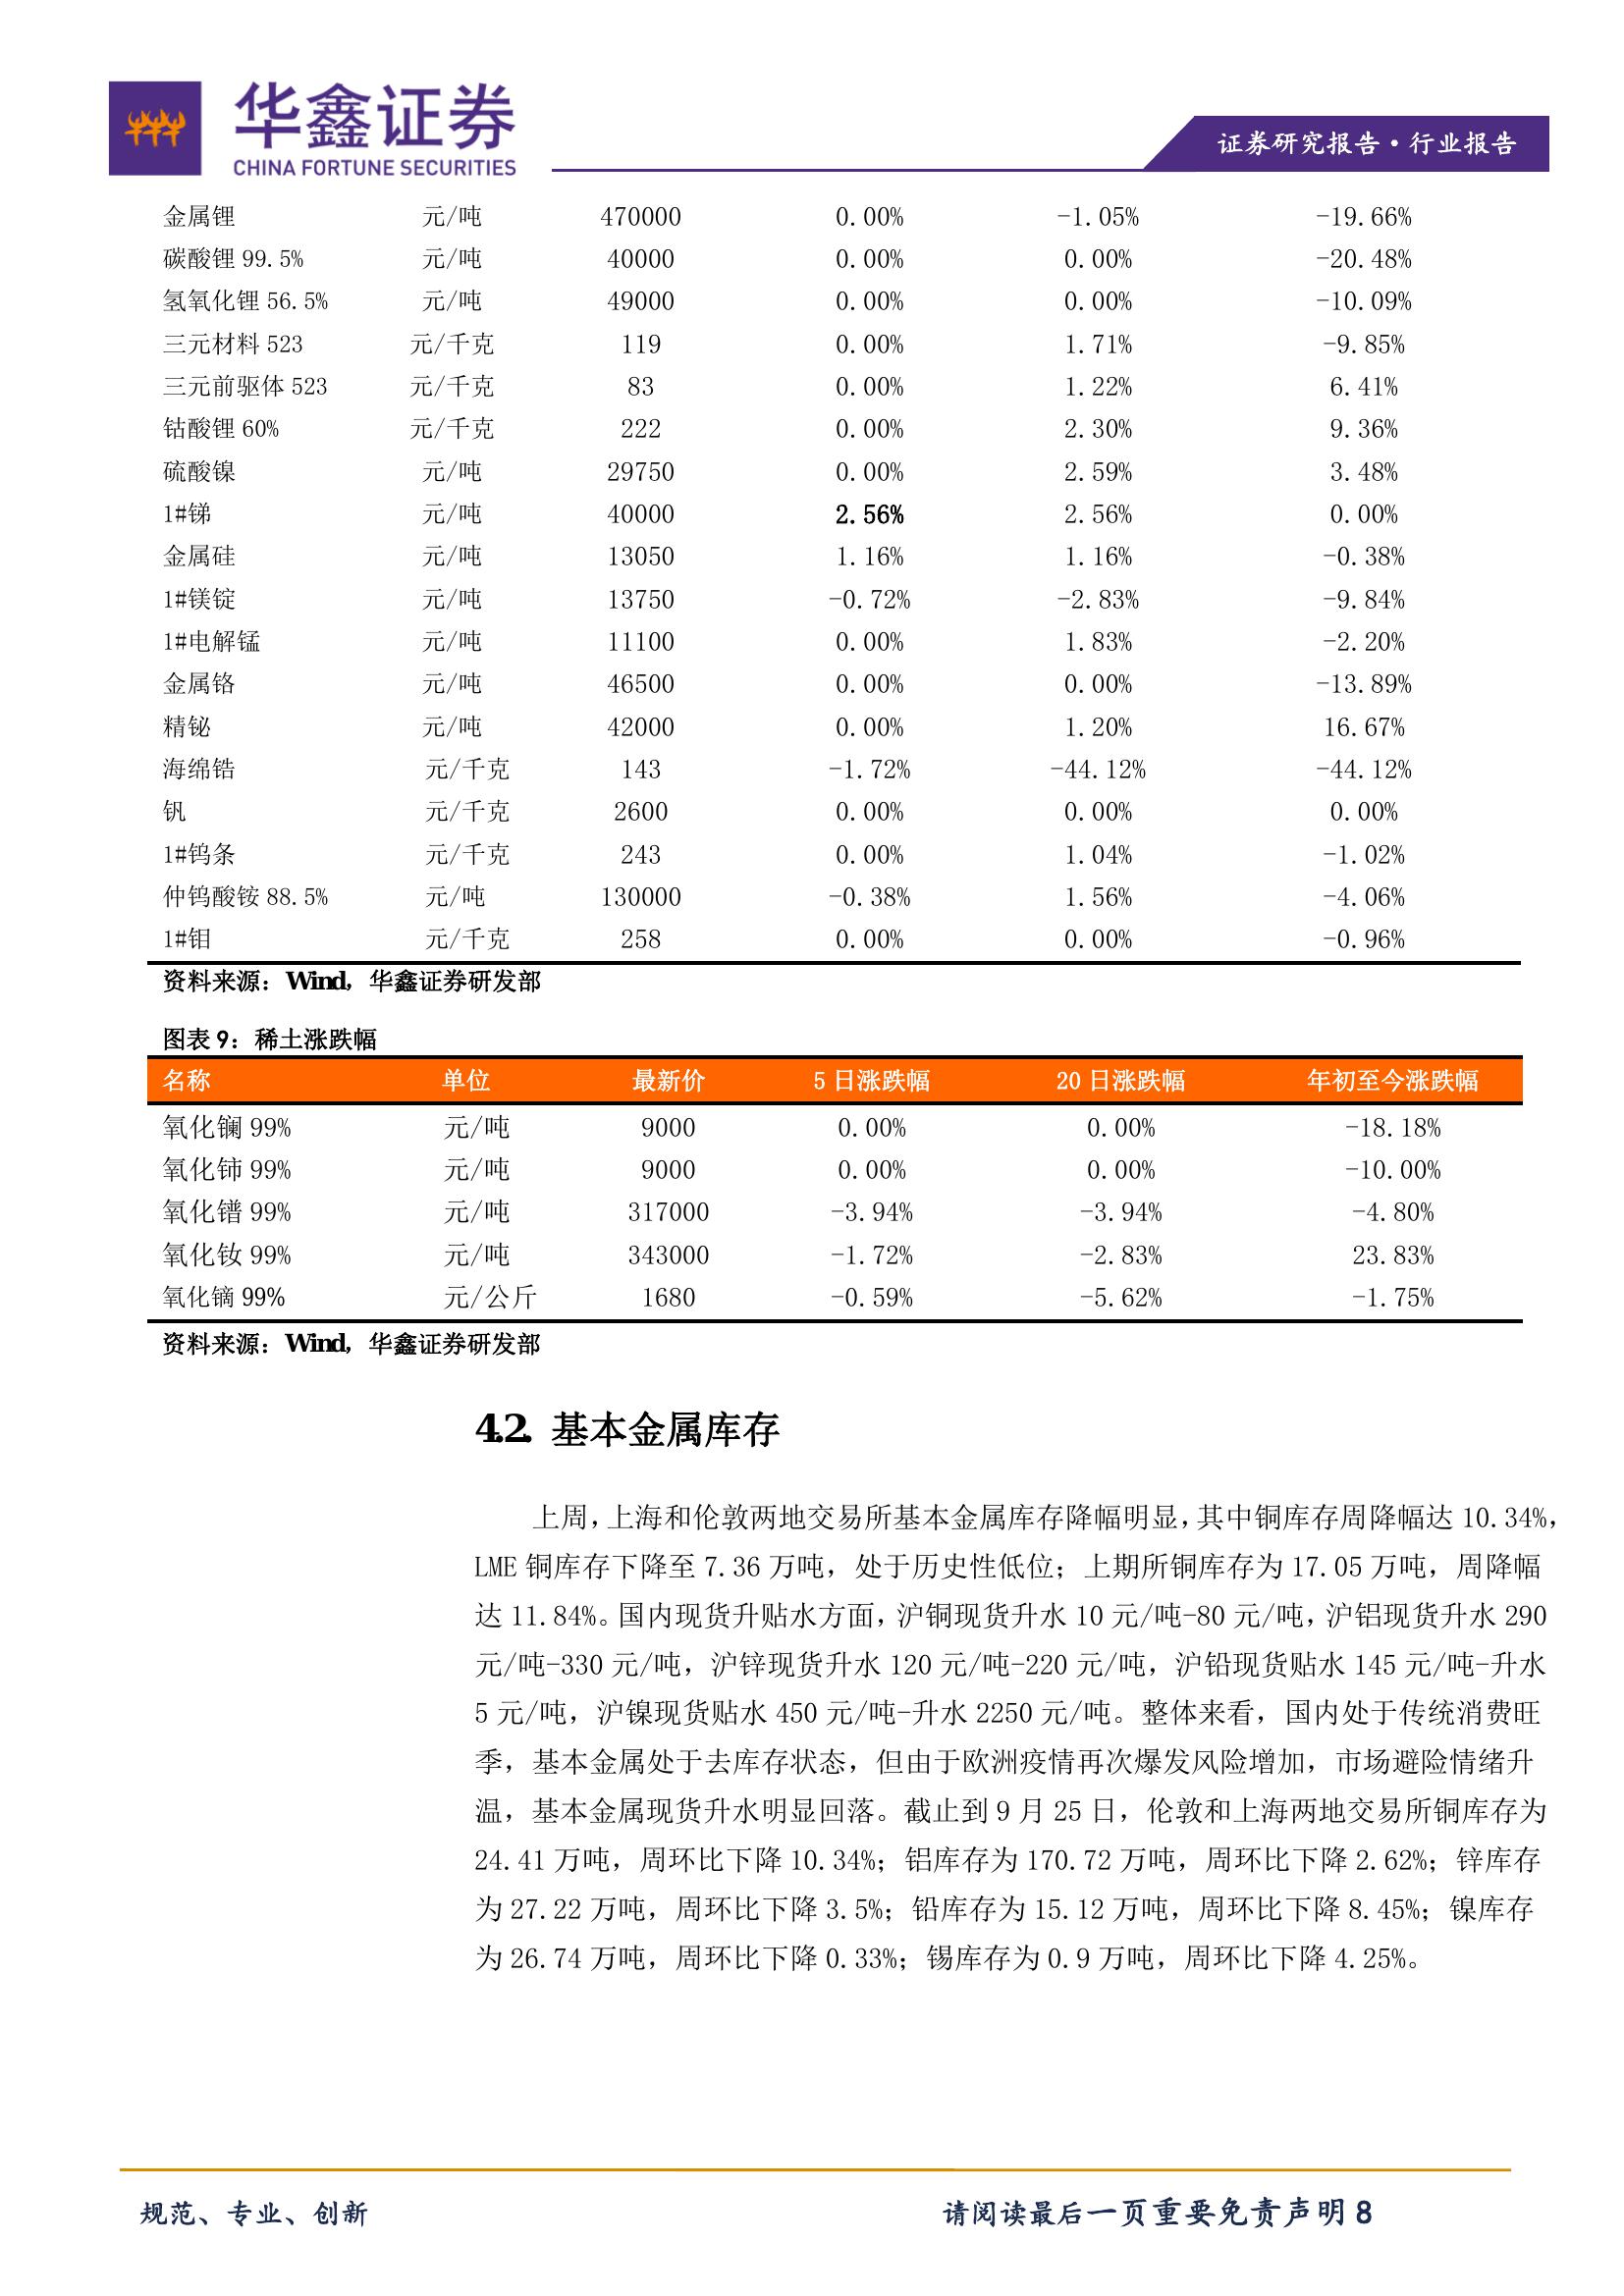 华鑫证券
CHINA FORTUNE SECURITIES
证券研究报告·行业报告
金属锂 元/吨 470000 0.00% -1.05% -19.66%
碳酸锂 99.5% 元/吨 40000 0.00% 0.00% -20.48%
氢氧化锂 56.5% 元/吨 49000 0.00% 0.00% -10.09%
三元材料 523 元/千克 119 0.00% 1.71% -9.85%
三元前驱体 523 元/千克 83 0.00% 1.22% 6.41%
钴酸锂 60% 元/千克 222 0.00% 2.30% 9.36%
硫酸镍 元/吨 29750 0.00% 2.59% 3.48%
1#锑 元/吨 40000 2.56% 2.56% 0.00%
金属硅 元/吨 13050 1.16% 1.16% -0.38%
1#镁锭 元/吨 13750 -0.72% -2.83% -9.84%
1#电解锰 元/吨 11100 0.00% 1.83% -2.20%
金属铬 元/吨 46500 0.00% 0.00% -13.89%
精铋 元/吨 42000 0.00% 1.20% 16.67%
海绵锆 元/千克 143 -1.72% -44.12% -44.12%
钒 元/千克 2600 0.00% 0.00% 0.00%
1#钨条 元/千克 243 0.00% 1.04% -1.02%
仲钨酸铵 88.5% 元/吨 130000 -0.38% 1.56% -4.06%
1#钼 元/千克 258 0.00% 0.00% -0.96%
资料来源：Wind，华鑫证券研发部
图表 9：稀土涨跌幅
名称 单位 最新价 5 日涨跌幅 20 日涨跌幅 年初至今涨跌幅
氧化镧 99% 元/吨 9000 0.00% 0.00% -18.18%
氧化铈 99% 元/吨 9000 0.00% 0.00% -10.00%
氧化镨 99% 元/吨 317000 -3.94% -3.94% -4.80%
氧化钕 99% 元/吨 343000 -1.72% -2.83% 23.83%
氧化镝 99% 元/公斤 1680 -0.59% -5.62% -1.75%
资料来源：Wind，华鑫证券研发部
4.2. 基本金属库存
上周，上海和伦敦两地交易所基本金属库存降幅明显，其中铜库存周降幅达 10.34%，
LME 铜库存下降至 7.36 万吨，处于历史性低位；上期所铜库存为 17.05 万吨，周降幅
达 11.84%。国内现货升贴水方面，沪铜现货升水 10 元/吨-80 元/吨，沪铝现货升水 290
元/吨-330 元/吨，沪锌现货升水 120 元/吨-220 元/吨，沪铅现货贴水 145 元/吨-升水
5 元/吨，沪镍现货贴水 450 元/吨-升水 2250 元/吨。整体来看，国内处于传统消费旺
季，基本金属处于去库存状态，但由于欧洲疫情再次爆发风险增加，市场避险情绪升
温，基本金属现货升水明显回落。截止到 9 月 25 日，伦敦和上海两地交易所铜库存为
24.41 万吨，周环比下降 10.34%；铝库存为 170.72 万吨，周环比下降 2.62%；锌库存
为 27.22 万吨，周环比下降 3.5%；铅库存为 15.12 万吨，周环比下降 8.45%；镍库存
为 26.74 万吨，周环比下降 0.33%；锡库存为 0.9 万吨，周环比下降 4.25%。
规范、专业、创新 请阅读最后一页重要免责声明 8